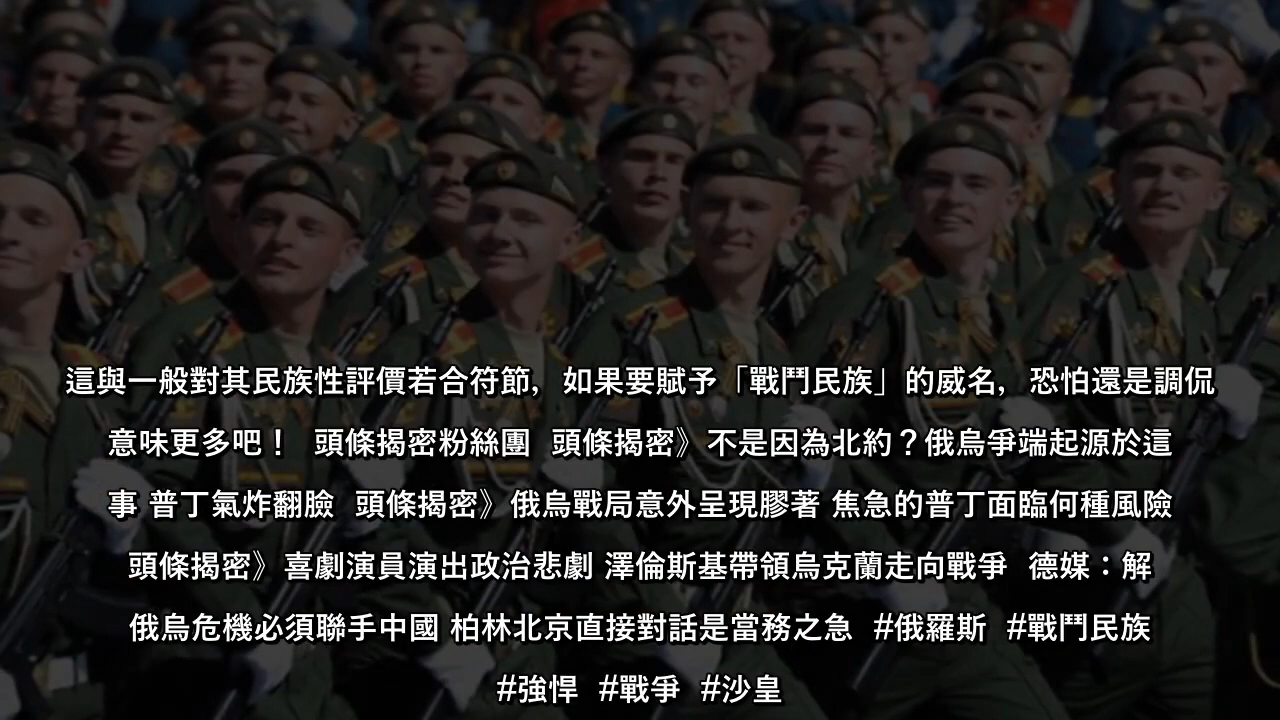 這與一般對其民族性評價若合符節，如果要賦予「戰鬥民族」的威名，恐怕還是調侃
意味更多吧！ 頭條揭密粉絲團 頭條揭密》不是因為北約？俄烏爭端起源於這
事 普丁氣炸翻臉 頭條揭密》俄烏戰局意外呈現膠著 焦急的普丁面臨何種風險
頭條揭密》喜劇演員演出政治悲劇 澤倫斯基帶領烏克蘭走向戰爭 德媒：解
俄烏危機必須聯手中國 柏林北京直接對話是當務之急 #俄羅斯 #戰鬥民族
#強悍 #戰爭 #沙皇